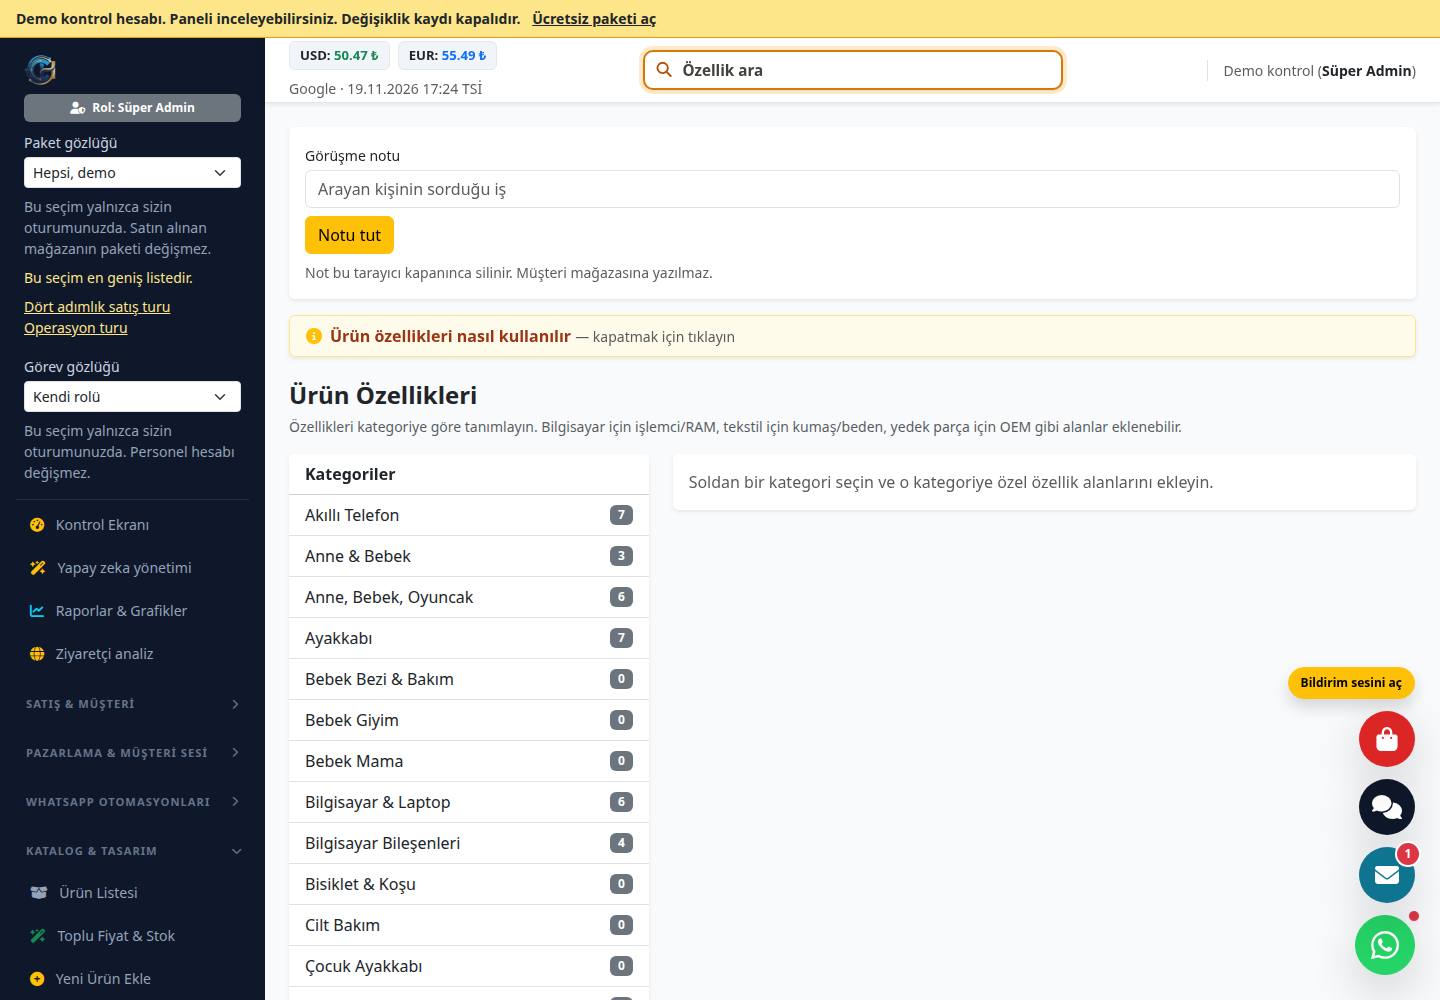 Demo kontrol hesabı. Paneli inceleyebilirsiniz. Değişiklik kaydı kapalıdır. Ücretsiz paketi aç
Rol: Süper Admin
Paket gözlüğü
Hepsi, demo
Bu seçim yalnızca sizin
oturumunuzda. Satın alınan
mağazanın paketi değişmez.
Bu seçim en geniş listedir.
Dört adımlık satış turu
Operasyon turu
Görev gözlüğü
Kendi rolü
Bu seçim yalnızca sizin
oturumunuzda. Personel hesabı
değişmez.
Kontrol Ekranı
Yapay zeka yönetimi
Raporlar & Grafikler
Ziyaretçi analiz
SATIŞ & MÜŞTERİ
PAZARLAMA & MÜŞTERİ SESİ
WHATSAPP OTOMASYONLARI
KATALOG & TASARIM
Ürün Listesi
Toplu Fiyat & Stok
Yeni Ürün Ekle
USD: 50.47 ₺ EUR: 55.49 ₺
Google · 19.11.2026 17:24 TSİ
Özellik ara
Demo kontrol (Süper Admin)
Görüşme notu
Arayan kişinin sorduğu iş
Notu tut
Not bu tarayıcı kapanınca silinir. Müşteri mağazasına yazılmaz.
Ürün özellikleri nasıl kullanılır — kapatmak için tıklayın
Ürün Özellikleri
Özellikleri kategoriye göre tanımlayın. Bilgisayar için işlemci/RAM, tekstil için kumaş/beden, yedek parça için OEM gibi alanlar eklenebilir.
Kategoriler
Akıllı Telefon 7
Anne & Bebek 3
Anne, Bebek, Oyuncak 6
Ayakkabı 7
Bebek Bezi & Bakım 0
Bebek Giyim 0
Bebek Mama 0
Bilgisayar & Laptop 6
Bilgisayar Bileşenleri 4
Bisiklet & Koşu 0
Cilt Bakım 0
Çocuk Ayakkabı 0
Soldan bir kategori seçin ve o kategoriye özel özellik alanlarını ekleyin.
Bildirim sesini aç
1